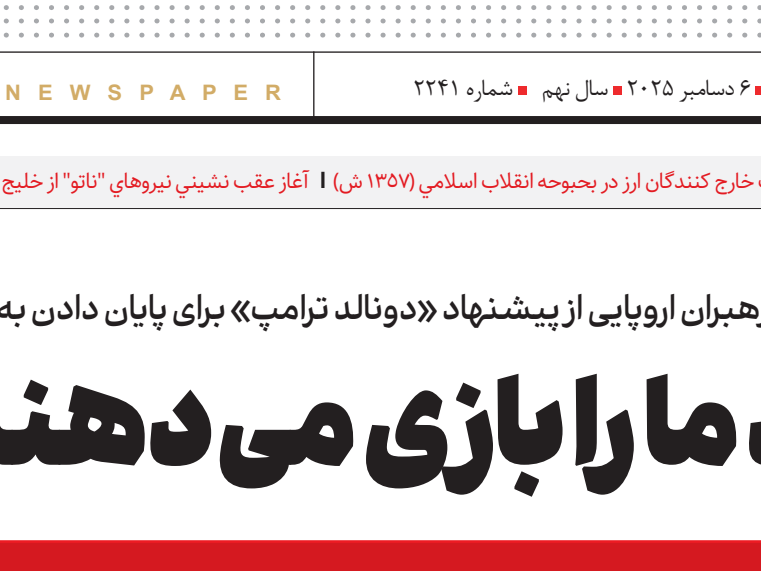 ۶ دسامبر ۲۰۲۵ ■ سال نهم ■ شماره ۲۲۴۱
NEWSPAPER
خارج کنندگان ارز در بحبوحه انقلاب اسلامي (۱۳۵۷ ش) ا آغاز عقب نشيني نيروهاي "ناتو" از خليج
رهبران اروپایی از پیشنهاد «دونالد ترامپ» برای پایان دادن به
ما را بازی می‌دهند